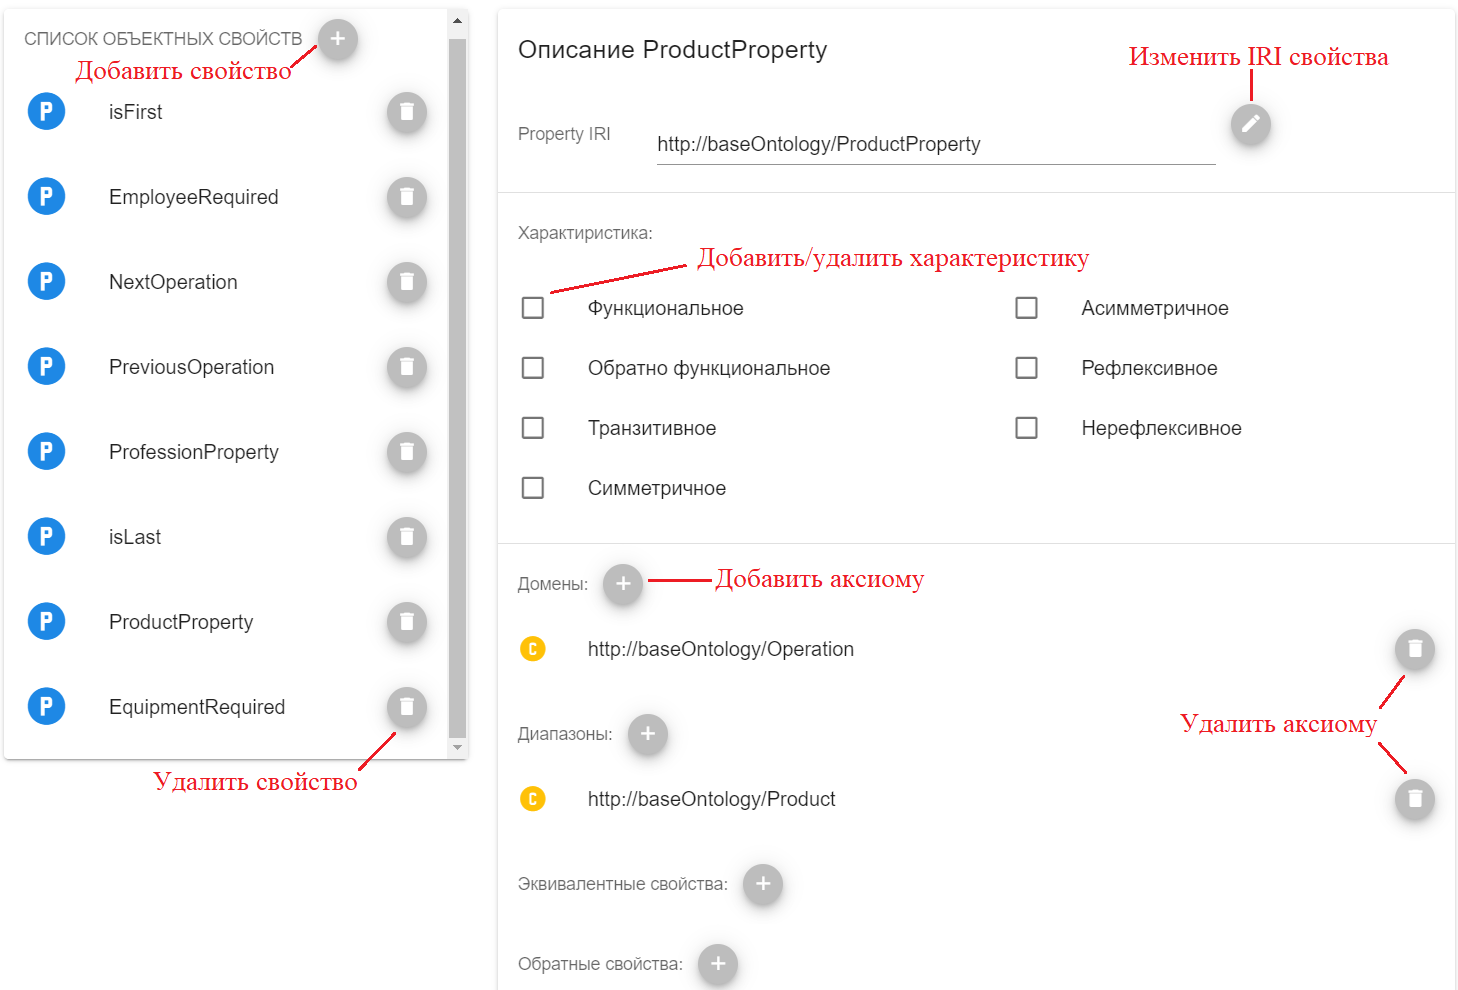 СПИСОК ОБЪЕКТНЫХ СВОЙСТВ
Добавить свойство
isFirst
EmployeeRequired
NextOperation
PreviousOperation
ProfessionProperty
isLast
ProductProperty
EquipmentRequired
Удалить свойство
Описание ProductProperty
Изменить IRI свойства
Property IRI
http://baseOntology/ProductProperty
Характиристика:
Добавить/удалить характеристику
Функциональное
Асимметричное
Обратно функциональное
Рефлексивное
Транзитивное
Нерефлексивное
Симметричное
Домены:
Добавить аксиому
http://baseOntology/Operation
Удалить аксиому
Диапазоны:
http://baseOntology/Product
Эквивалентные свойства:
Обратные свойства: